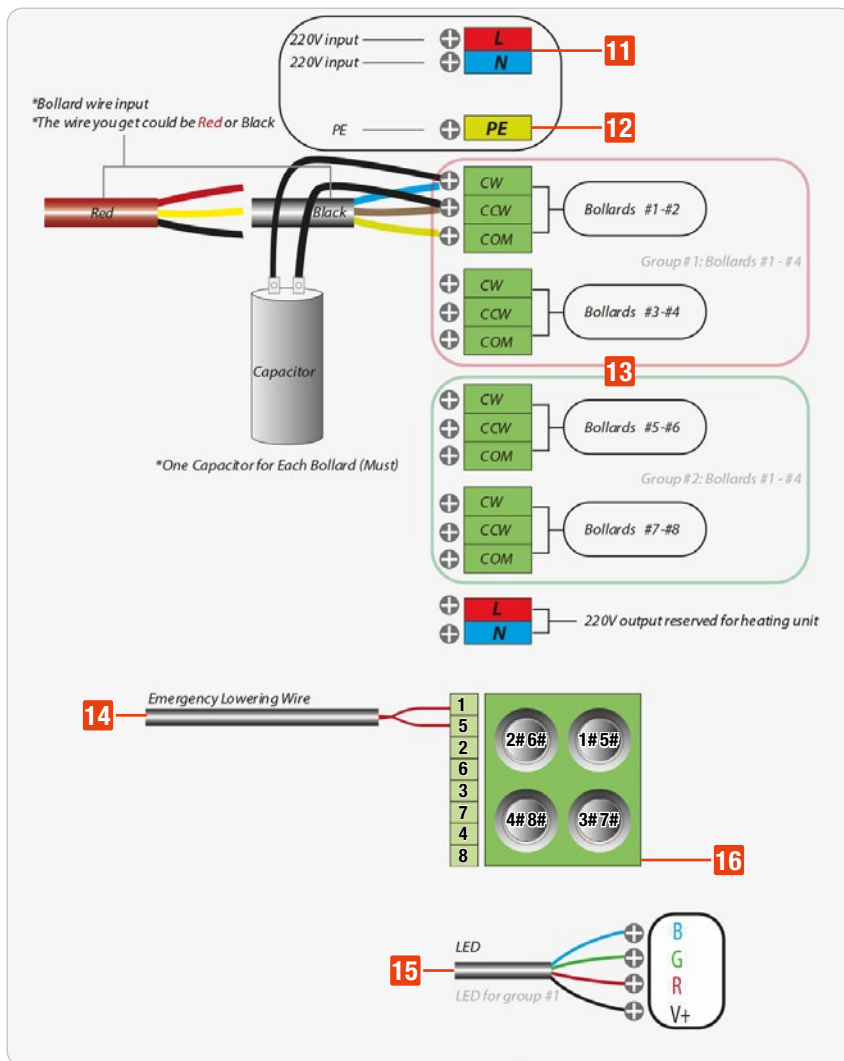 220V input
L
11
220V input
N
*Bollard wire input
*The wire you get could be Red or Black
PE
PE
12
Red
Black
CW
CCW
COM
Bollards #1-#2
Group #1: Bollards #1 - #4
CW
CCW
COM
Bollards #3-#4
Capacitor
13
CW
CCW
COM
Bollards #5-#6
*One Capacitor for Each Bollard (Must)
Group #2: Bollards #1 - #4
CW
CCW
COM
Bollards #7-#8
L
N
220V output reserved for heating unit
Emergency Lowering Wire
14
1
5
2
6
3
7
4
8
2# 6#
1# 5#
4# 8#
3# 7#
16
LED
15
LED for group #1
B
G
R
V+